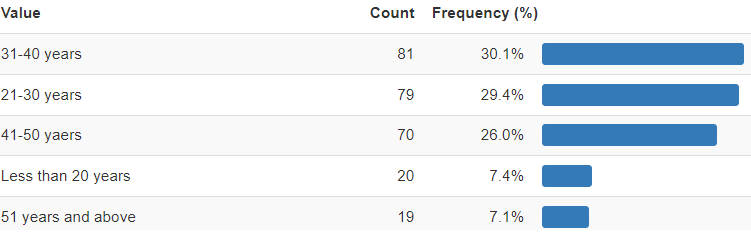 Value Count Frequency (%)
31-40 years 81 30.1%
21-30 years 79 29.4%
41-50 yaers 70 26.0%
Less than 20 years 20 7.4%
51 years and above 19 7.1%